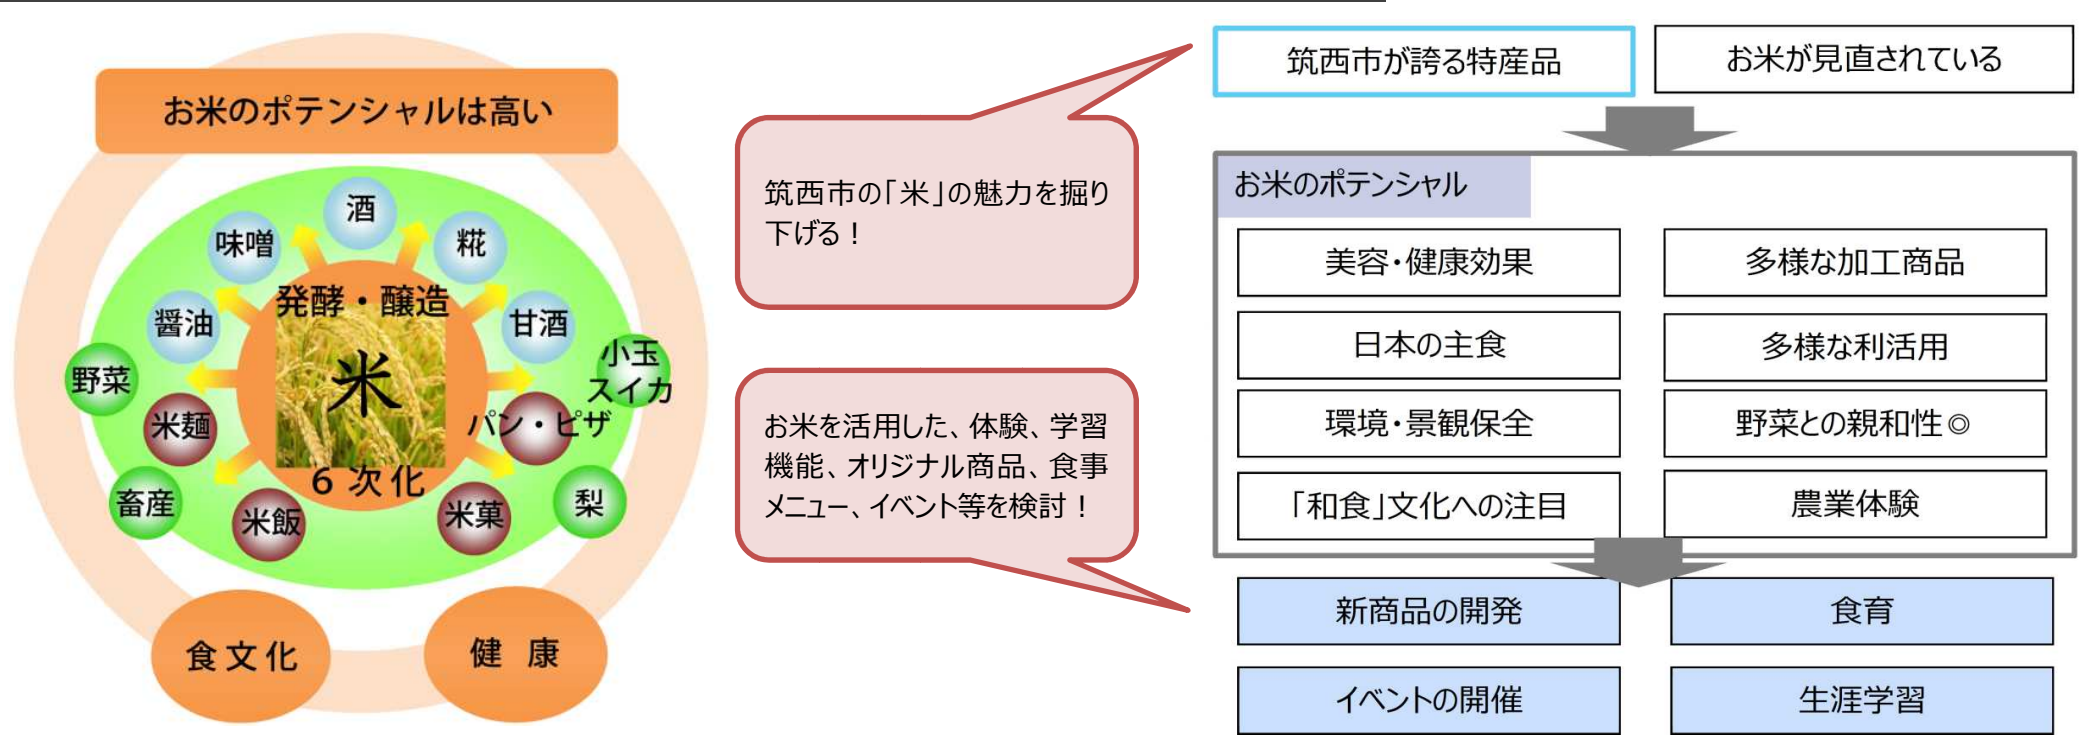 お米のポテンシャルは高い
酒
味噌
糀
発酵・醸造
醤油
甘酒
小玉
スイカ
野菜
米
米麺
パン・ピザ
6次化
畜産
米飯
米菓
梨
食文化
健 康
筑西市の「米」の魅力を掘り
下げる！
お米を活用した、体験、学習
機能、オリジナル商品、食事
メニュー、イベント等を検討！
筑西市が誇る特産品
お米が見直されている
お米のポテンシャル
美容・健康効果
多様な加工商品
日本の主食
多様な利活用
環境・景観保全
野菜との親和性◎
「和食」文化への注目
農業体験
新商品の開発
食育
イベントの開催
生涯学習